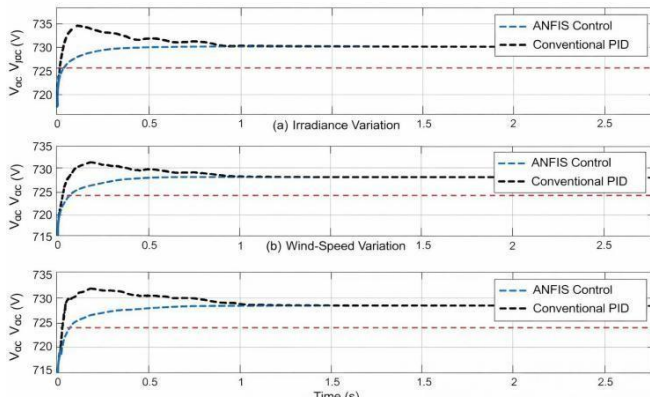 735
730
725
720
V_ac V_pc (V)
ANFIS Control
Conventional PID
0
0.5
1
1.5
2
2.5
(a) Irradiance Variation
735
730
725
720
715
V_ac V_ac (V)
ANFIS Control
Conventional PID
0
0.5
1
1.5
2
2.5
(b) Wind-Speed Variation
735
730
725
720
715
V_ac V_ac (V)
ANFIS Control
Conventional PID
0
0.5
1
1.5
2
2.5
Time (s)